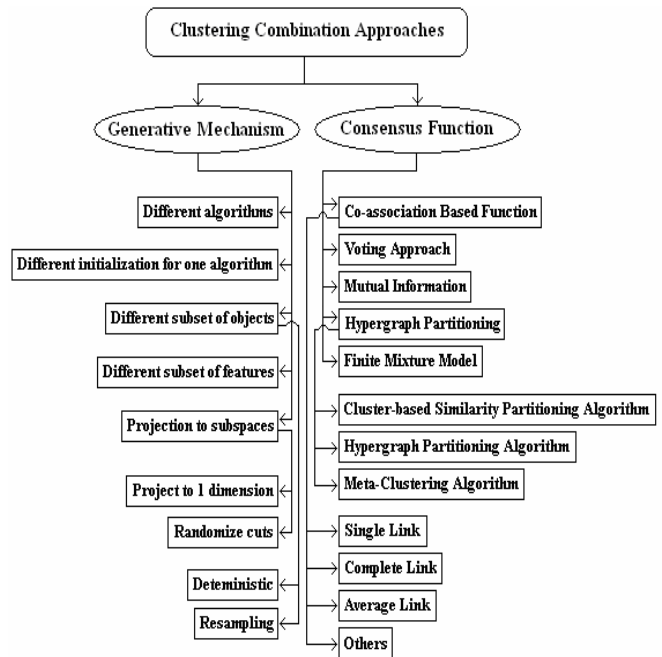 Clustering Combination Approaches
Generative Mechanism
Consensus Function
Different algorithms
Different initialization for one algorithm
Different subset of objects
Different subset of features
Projection to subspaces
Project to 1 dimension
Randomize cuts
Deteministic
Resampling
Co-association Based Function
Voting Approach
Mutual Information
Hypergraph Partitioning
Finite Mixture Model
Cluster-based Similarity Partitioning Algorithm
Hypergraph Partitioning Algorithm
Meta-Clustering Algorithm
Single Link
Complete Link
Average Link
Others